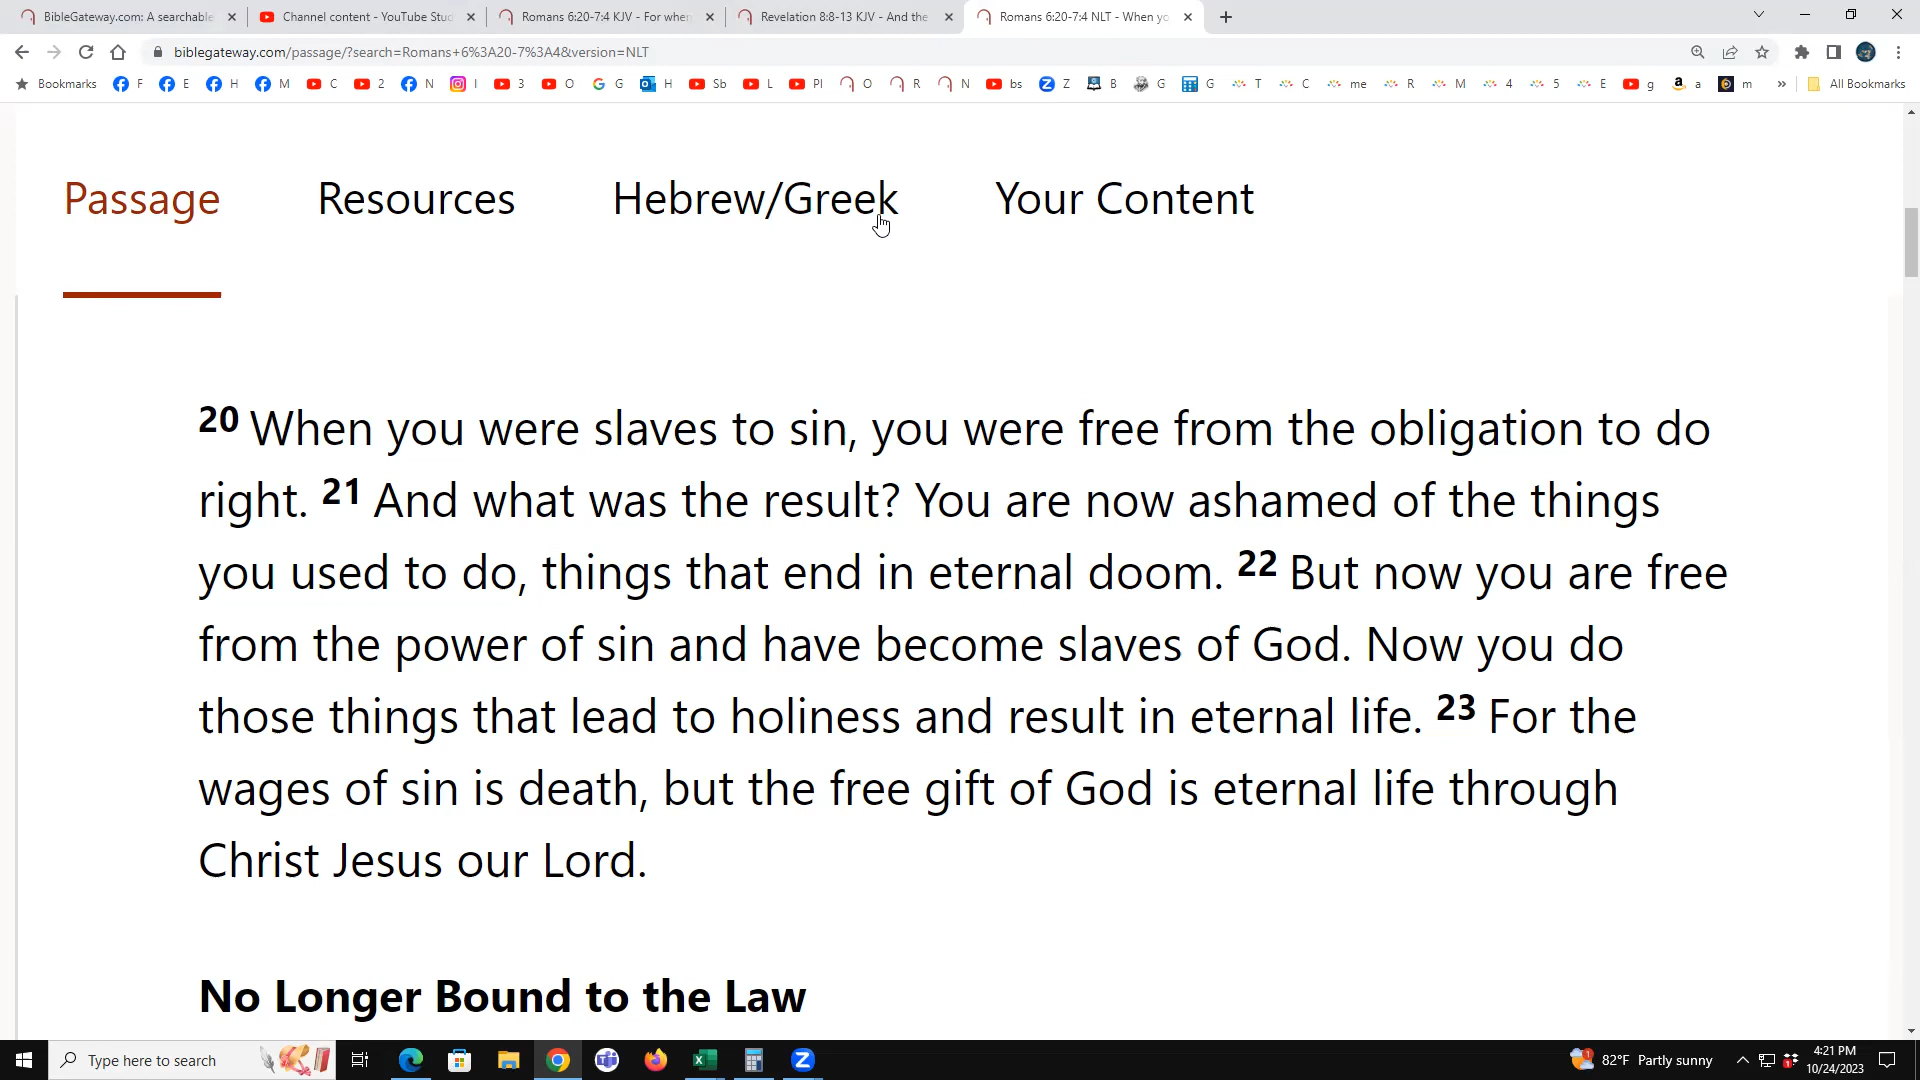 BibleGateway.com: A searchable
Channel content - YouTube Stud
Romans 6:20-7:4 KJV - For when
Revelation 8:8-13 KJV - And the
Romans 6:20-7:4 NLT - When yo
biblegateway.com/passage/?search=Romans+6%3A20-7%3A4&version=NLT
Bookmarks F E H M C 2 N I 3 O G H Sb L Pl O R N bs Z B G G T C me R M 4 5 E g a m » All Bookmarks
Passage Resources Hebrew/Greek Your Content
20 When you were slaves to sin, you were free from the obligation to do
right. 21 And what was the result? You are now ashamed of the things
you used to do, things that end in eternal doom. 22 But now you are free
from the power of sin and have become slaves of God. Now you do
those things that lead to holiness and result in eternal life. 23 For the
wages of sin is death, but the free gift of God is eternal life through
Christ Jesus our Lord.
No Longer Bound to the Law
Type here to search
82°F Partly sunny
4:21 PM
10/24/2023